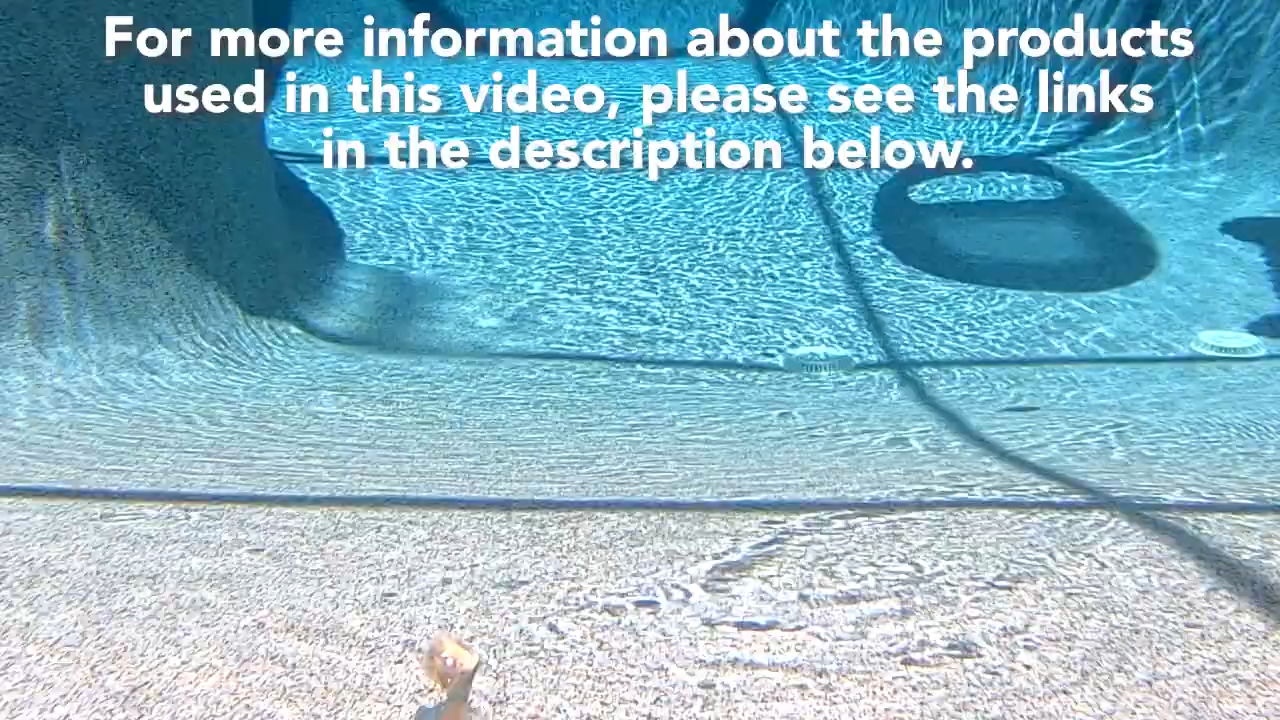 For more information about the products
used in this video, please see the links
in the description below.